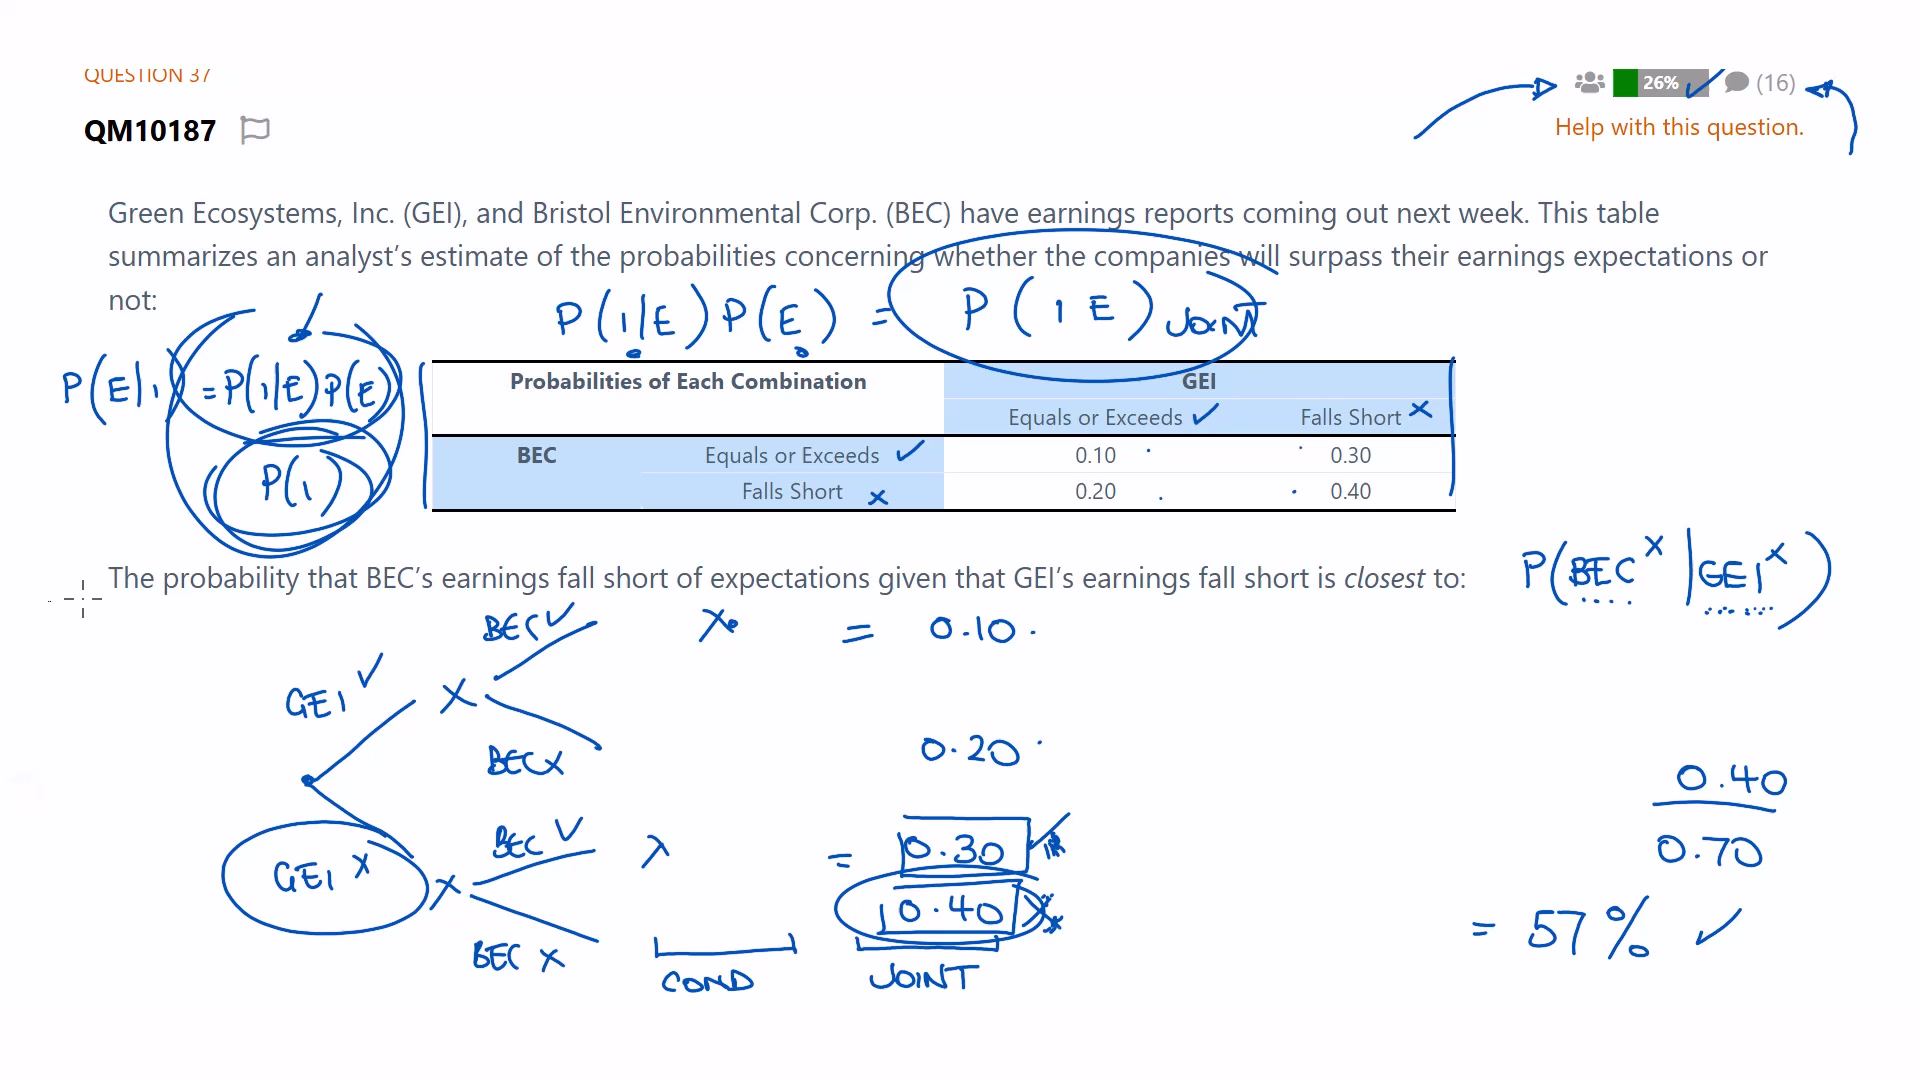 QUESTION 37
26% (16)
QM10187
Help with this question.
Green Ecosystems, Inc. (GEI), and Bristol Environmental Corp. (BEC) have earnings reports coming out next week. This table
summarizes an analyst’s estimate of the probabilities concerning whether the companies will surpass their earnings expectations or
not:
P(I|E) P(E) = P(I E) JOINT
P(E|I) = P(I|E) P(E)
P(I)
Probabilities of Each Combination GEI
Equals or Exceeds ✓ Falls Short ×
BEC Equals or Exceeds ✓ 0.10 0.30
Falls Short × 0.20 0.40
The probability that BEC’s earnings fall short of expectations given that GEI’s earnings fall short is closest to:
P(BEC× | GEI×)
BEC ✓ × = 0.10
GEI ✓ ×
BEC × 0.20
0.40
0.70
BEC ✓ × = 0.30
GEI × ×
0.40
= 57% ✓
BEC ×
COND JOINT